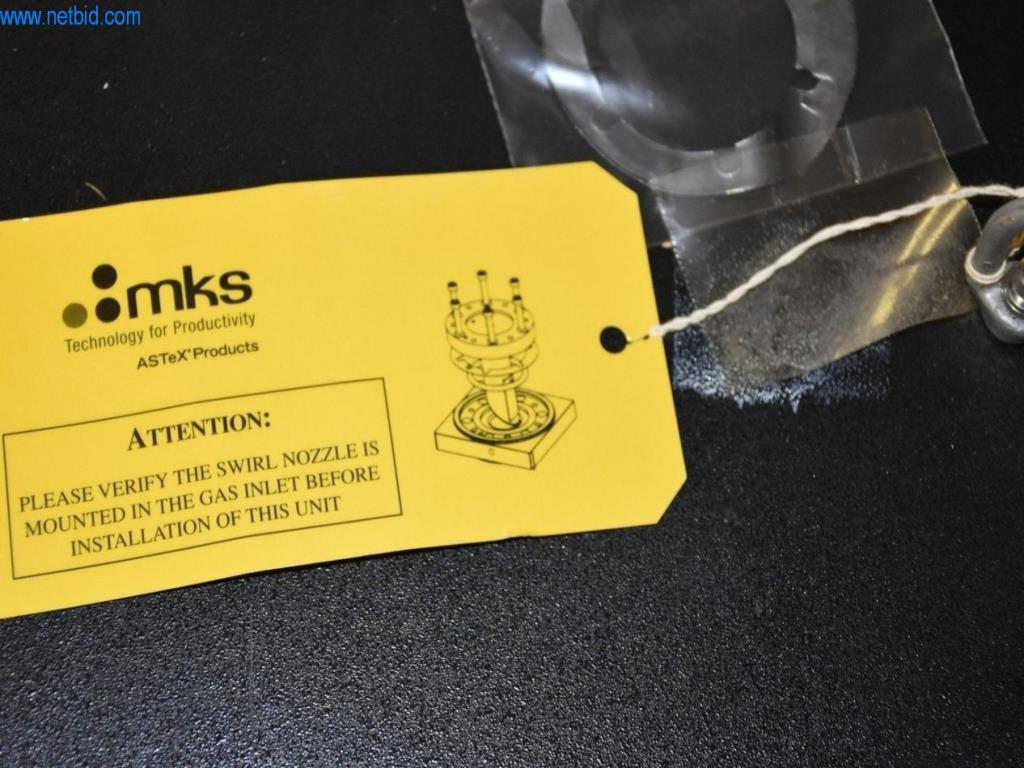 www.netbid.com
mks
Technology for Productivity
ASTeX® Products
ATTENTION:
PLEASE VERIFY THE SWIRL NOZZLE IS
MOUNTED IN THE GAS INLET BEFORE
INSTALLATION OF THIS UNIT